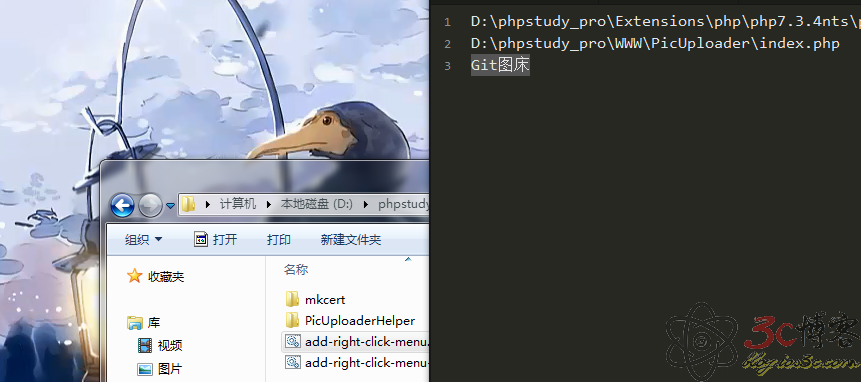 1 D:\phpstudy_pro\Extensions\php\php7.3.4nts\
2 D:\phpstudy_pro\WWW\PicUploader\index.php
3 Git图床
计算机 本地磁盘 (D:) phpstudy
组织 打开 打印 新建文件夹
收藏夹
库
视频
图片
名称
mkcert
PicUploaderHelper
add-right-click-menu.
add-right-click-menu
3c博客